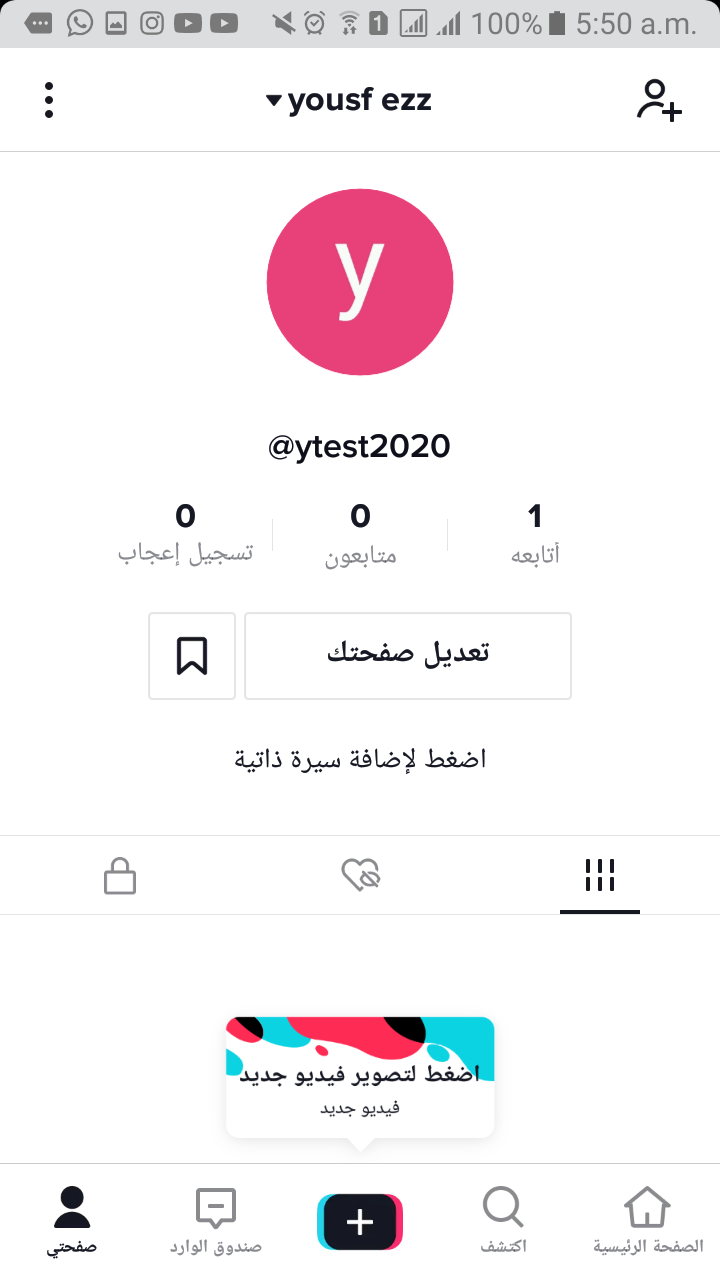 100% 5:50 a.m.
yousf ezz
y
@ytest2020
1 0 0
أتابعه متابعون تسجيل إعجاب
تعديل صفحتك
اضغط لإضافة سيرة ذاتية
اضغط لتصوير فيديو جديد
فيديو جديد
الصفحة الرئيسية اكتشف صندوق الوارد صفحتي